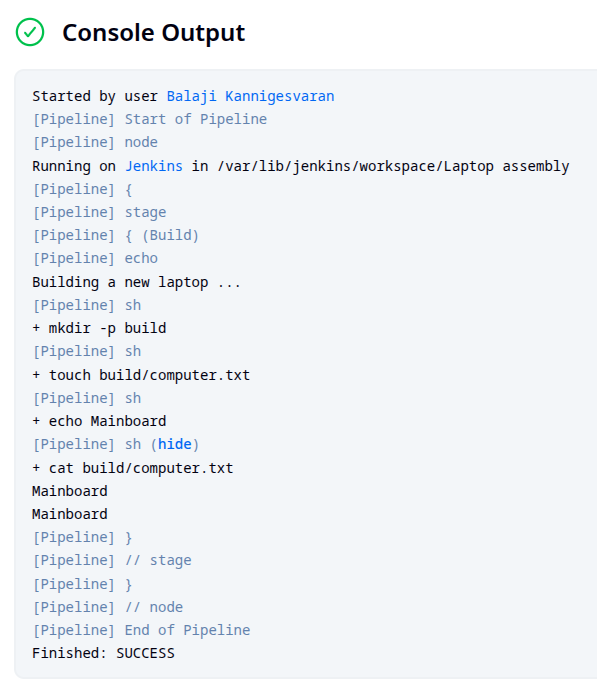 Console Output
Started by user Balaji Kannigesvaran
[Pipeline] Start of Pipeline
[Pipeline] node
Running on Jenkins in /var/lib/jenkins/workspace/Laptop assembly
[Pipeline] {
[Pipeline] stage
[Pipeline] { (Build)
[Pipeline] echo
Building a new laptop ...
[Pipeline] sh
+ mkdir -p build
[Pipeline] sh
+ touch build/computer.txt
[Pipeline] sh
+ echo Mainboard
[Pipeline] sh (hide)
+ cat build/computer.txt
Mainboard
Mainboard
[Pipeline] }
[Pipeline] // stage
[Pipeline] }
[Pipeline] // node
[Pipeline] End of Pipeline
Finished: SUCCESS